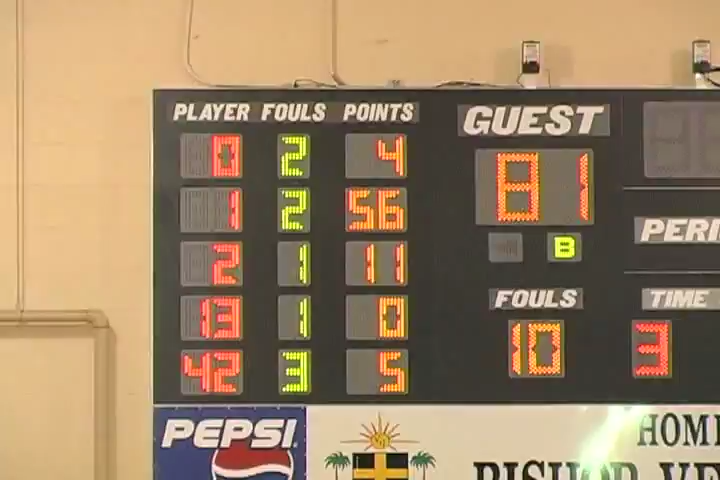 PLAYER FOULS POINTS GUEST
0 2 4 81
1 2 56
PERI
B
2 1 11
FOULS TIME
13 1 0 10 3
42 3 5
PEPSI HOM